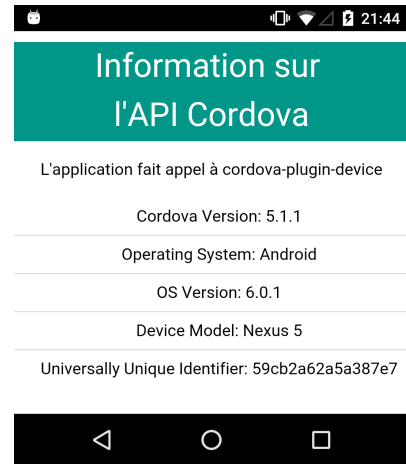 21:44
Information sur
l'API Cordova
L'application fait appel à cordova-plugin-device
Cordova Version: 5.1.1
Operating System: Android
OS Version: 6.0.1
Device Model: Nexus 5
Universally Unique Identifier: 59cb2a62a5a387e7